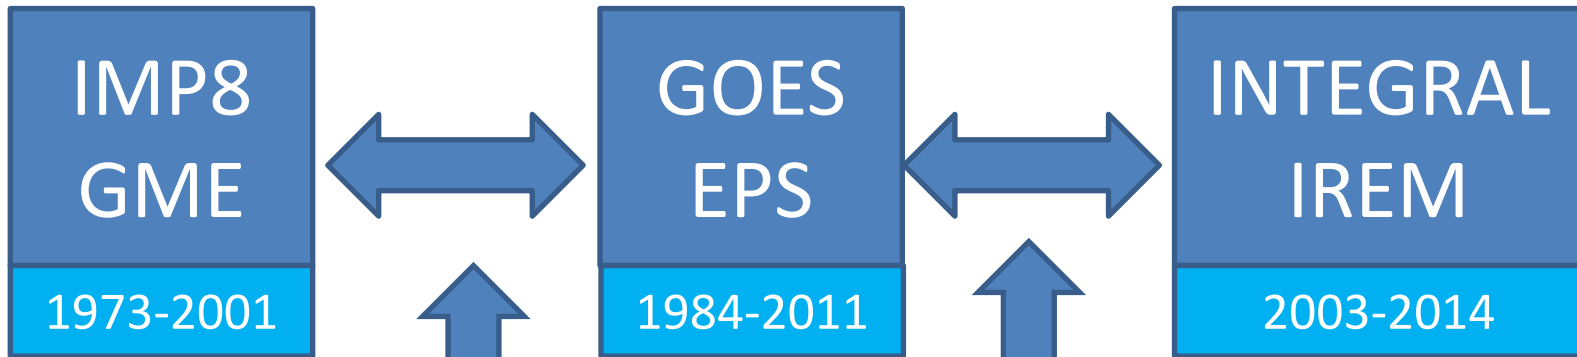 IMP8
GME
1973-2001
GOES
EPS
1984-2011
INTEGRAL
IREM
2003-2014